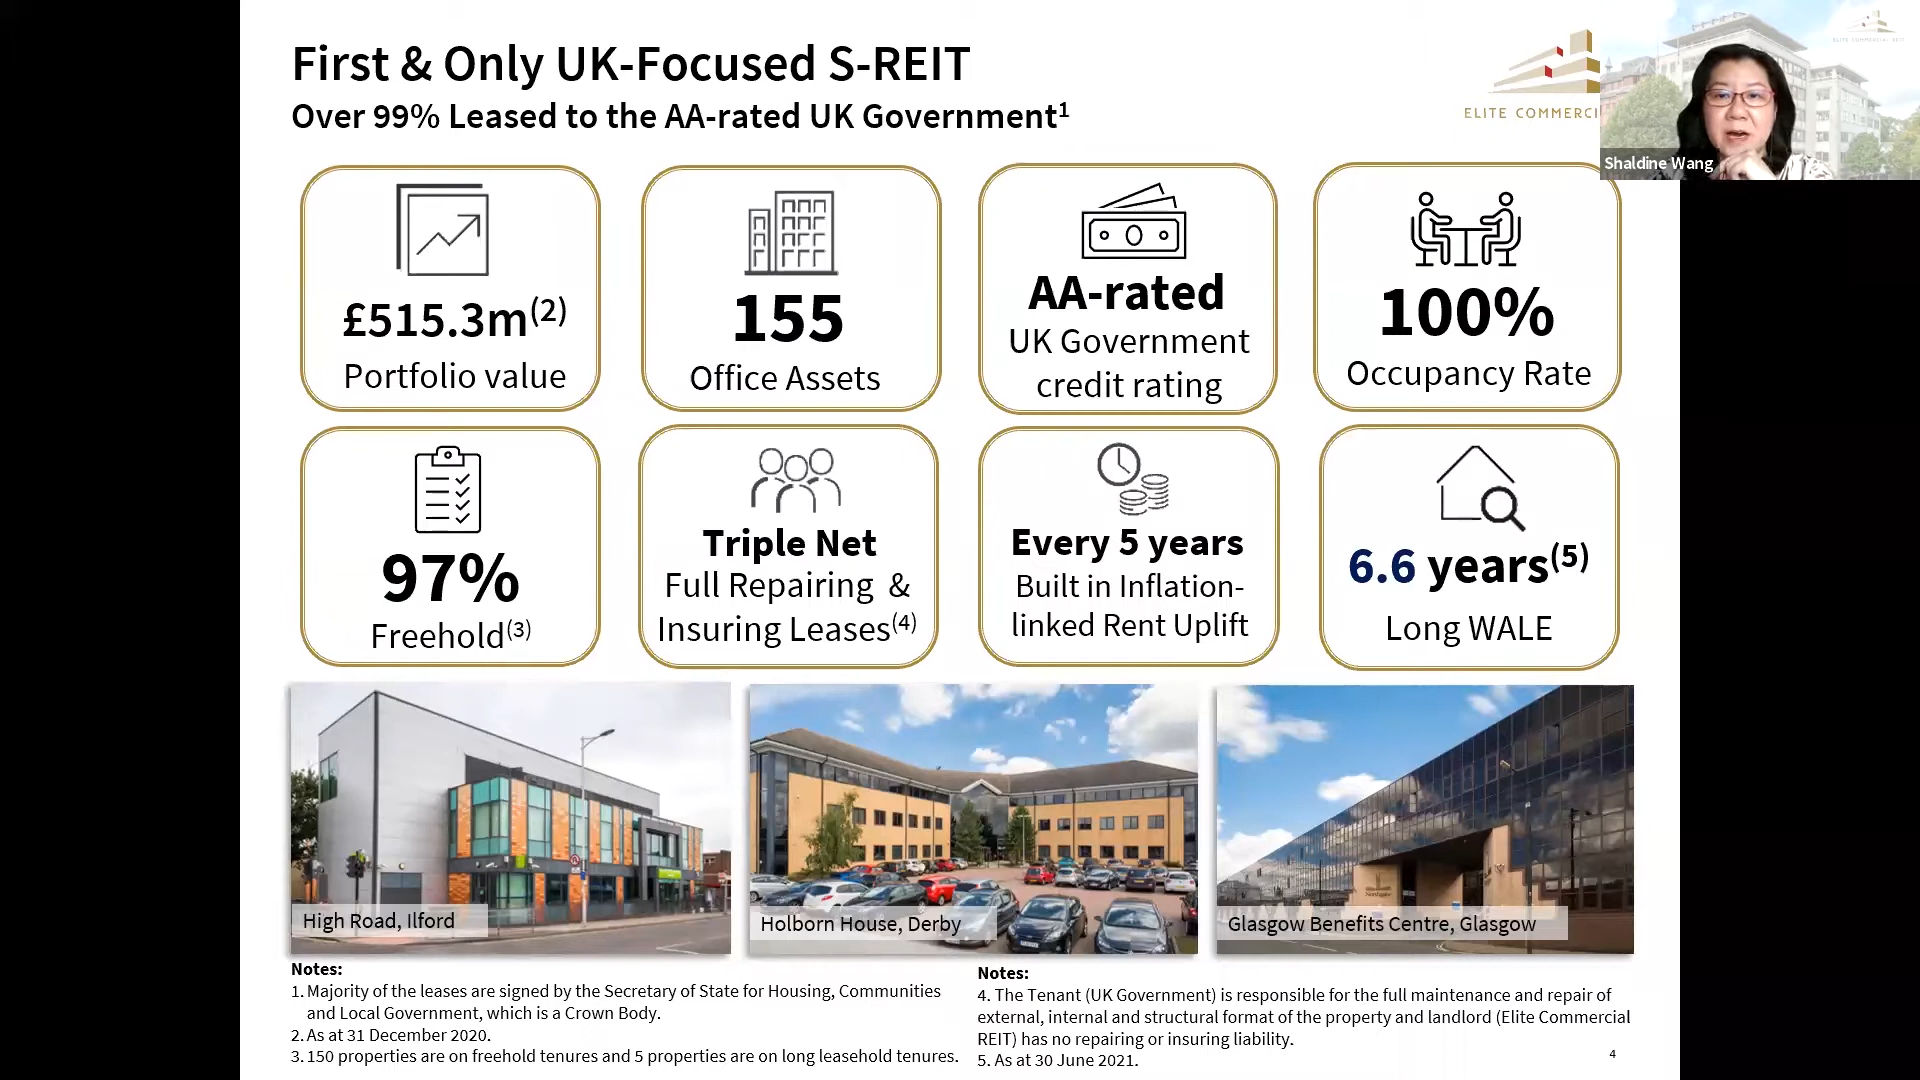 First & Only UK-Focused S-REIT
Over 99% Leased to the AA-rated UK Government1
ELITE COMMERCI
ELITE COMMERCIAL REIT
Shaldine Wang
£515.3m(2)
Portfolio value
155
Office Assets
AA-rated
UK Government
credit rating
100%
Occupancy Rate
97%
Freehold(3)
Triple Net
Full Repairing &
Insuring Leases(4)
Every 5 years
Built in Inflation-
linked Rent Uplift
6.6 years(5)
Long WALE
High Road, Ilford
Holborn House, Derby
Northgate
Glasgow Benefits Centre, Glasgow
Notes:
1. Majority of the leases are signed by the Secretary of State for Housing, Communities
and Local Government, which is a Crown Body.
2. As at 31 December 2020.
3. 150 properties are on freehold tenures and 5 properties are on long leasehold tenures.
Notes:
4. The Tenant (UK Government) is responsible for the full maintenance and repair of
external, internal and structural format of the property and landlord (Elite Commercial
REIT) has no repairing or insuring liability.
5. As at 30 June 2021.
4